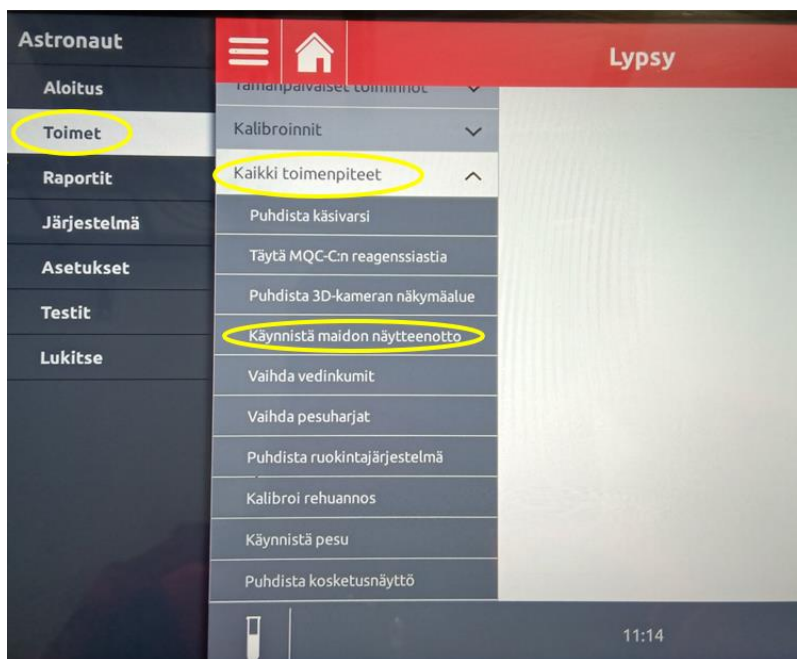 Astronaut
Aloitus
Toimet
Raportit
Järjestelmä
Asetukset
Testit
Lukitse
Lypsy
Tämänpäiväiset toiminnot
Kalibroinnit
Kaikki toimenpiteet
Puhdista käsivarsi
Täytä MQC-C:n reagenssiastia
Puhdista 3D-kameran näkymäalue
Käynnistä maidon näytteenotto
Vaihda vedinkumit
Vaihda pesuharjat
Puhdista ruokintajärjestelmä
Kalibroi rehuannos
Käynnistä pesu
Puhdista kosketusnäyttö
11:14